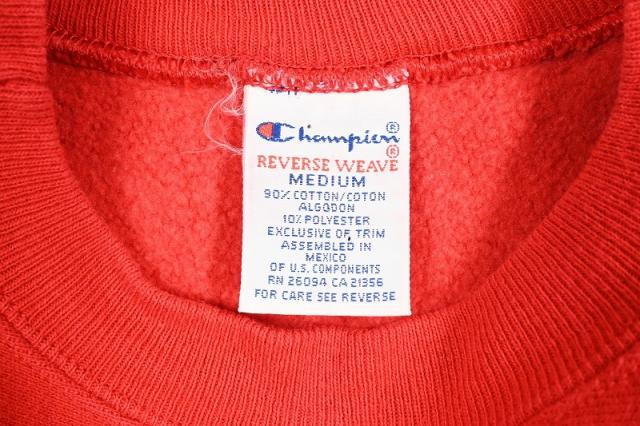 Champion®
REVERSE WEAVE®
MEDIUM
90% COTTON/COTON
ALGODON
10% POLYESTER
EXCLUSIVE OF TRIM
ASSEMBLED IN
MEXICO
OF U.S. COMPONENTS
RN 26094 CA 21356
FOR CARE SEE REVERSE